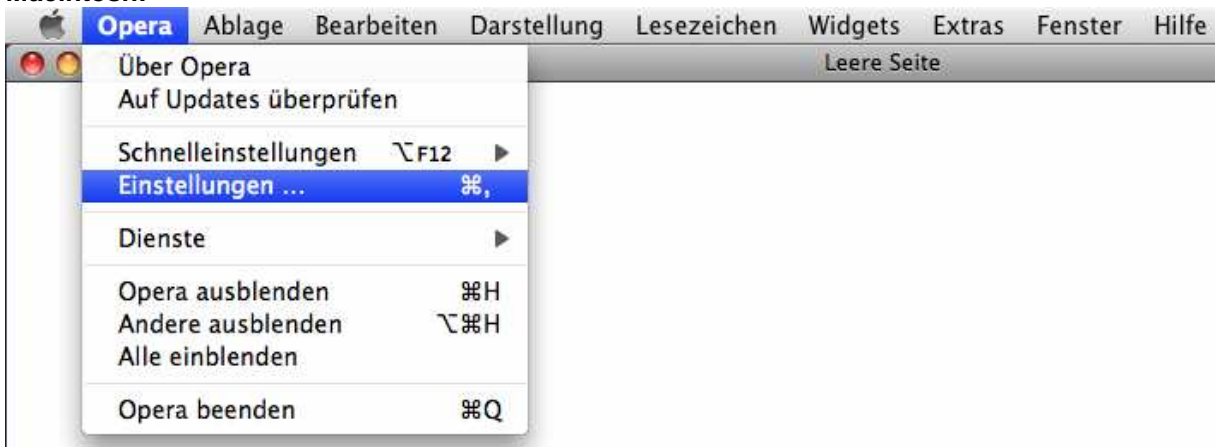 Opera Ablage Bearbeiten Darstellung Lesezeichen Widgets Extras Fenster Hilfe
Leere Seite
Über Opera
Auf Updates überprüfen
Schnelleinstellungen ⌥F12 ▶
Einstellungen ... ⌘,
Dienste ▶
Opera ausblenden ⌘H
Andere ausblenden ⌥⌘H
Alle einblenden
Opera beenden ⌘Q